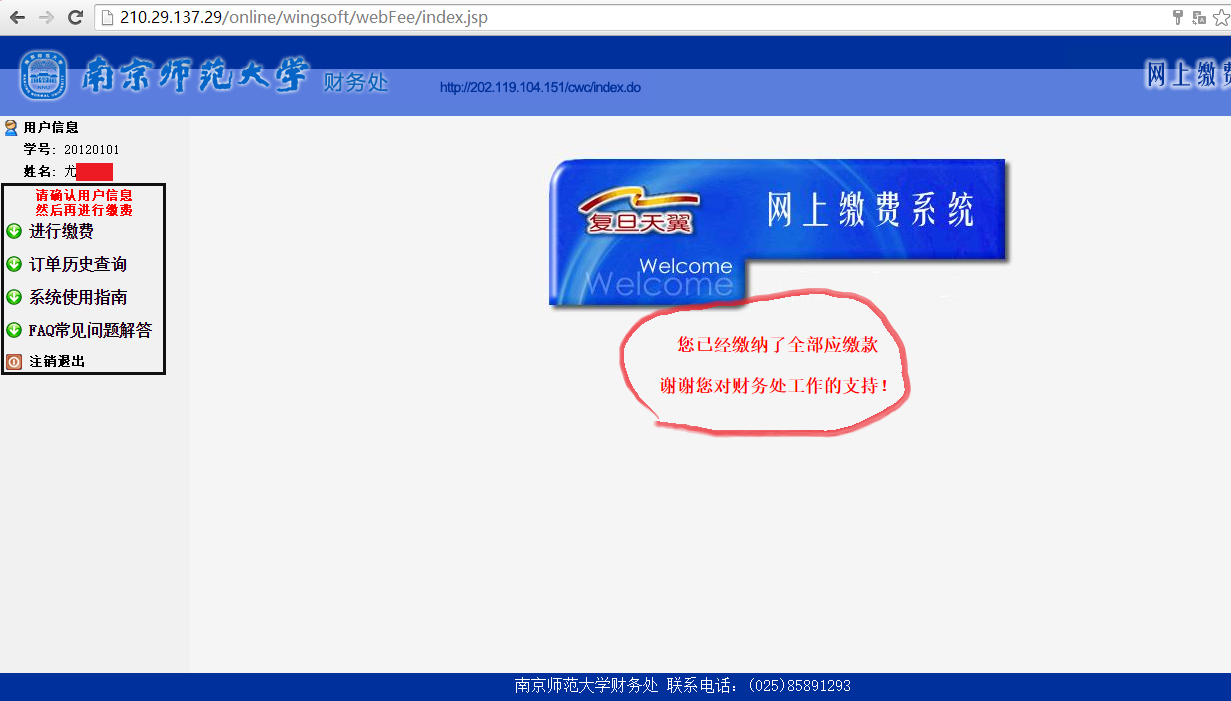 210.29.137.29/online/wingsoft/webFee/index.jsp
南京师范大学 财务处 http://202.119.104.151/cwc/index.do 网上缴费
用户信息
学号：20120101
姓名：尤
请确认用户信息
然后再进行缴费
进行缴费
订单历史查询
系统使用指南
FAQ常见问题解答
注销退出
复旦天翼 网上缴费系统
Welcome
Welcome
您已经缴纳了全部应缴款
谢谢您对财务处工作的支持！
南京师范大学财务处 联系电话：(025)85891293